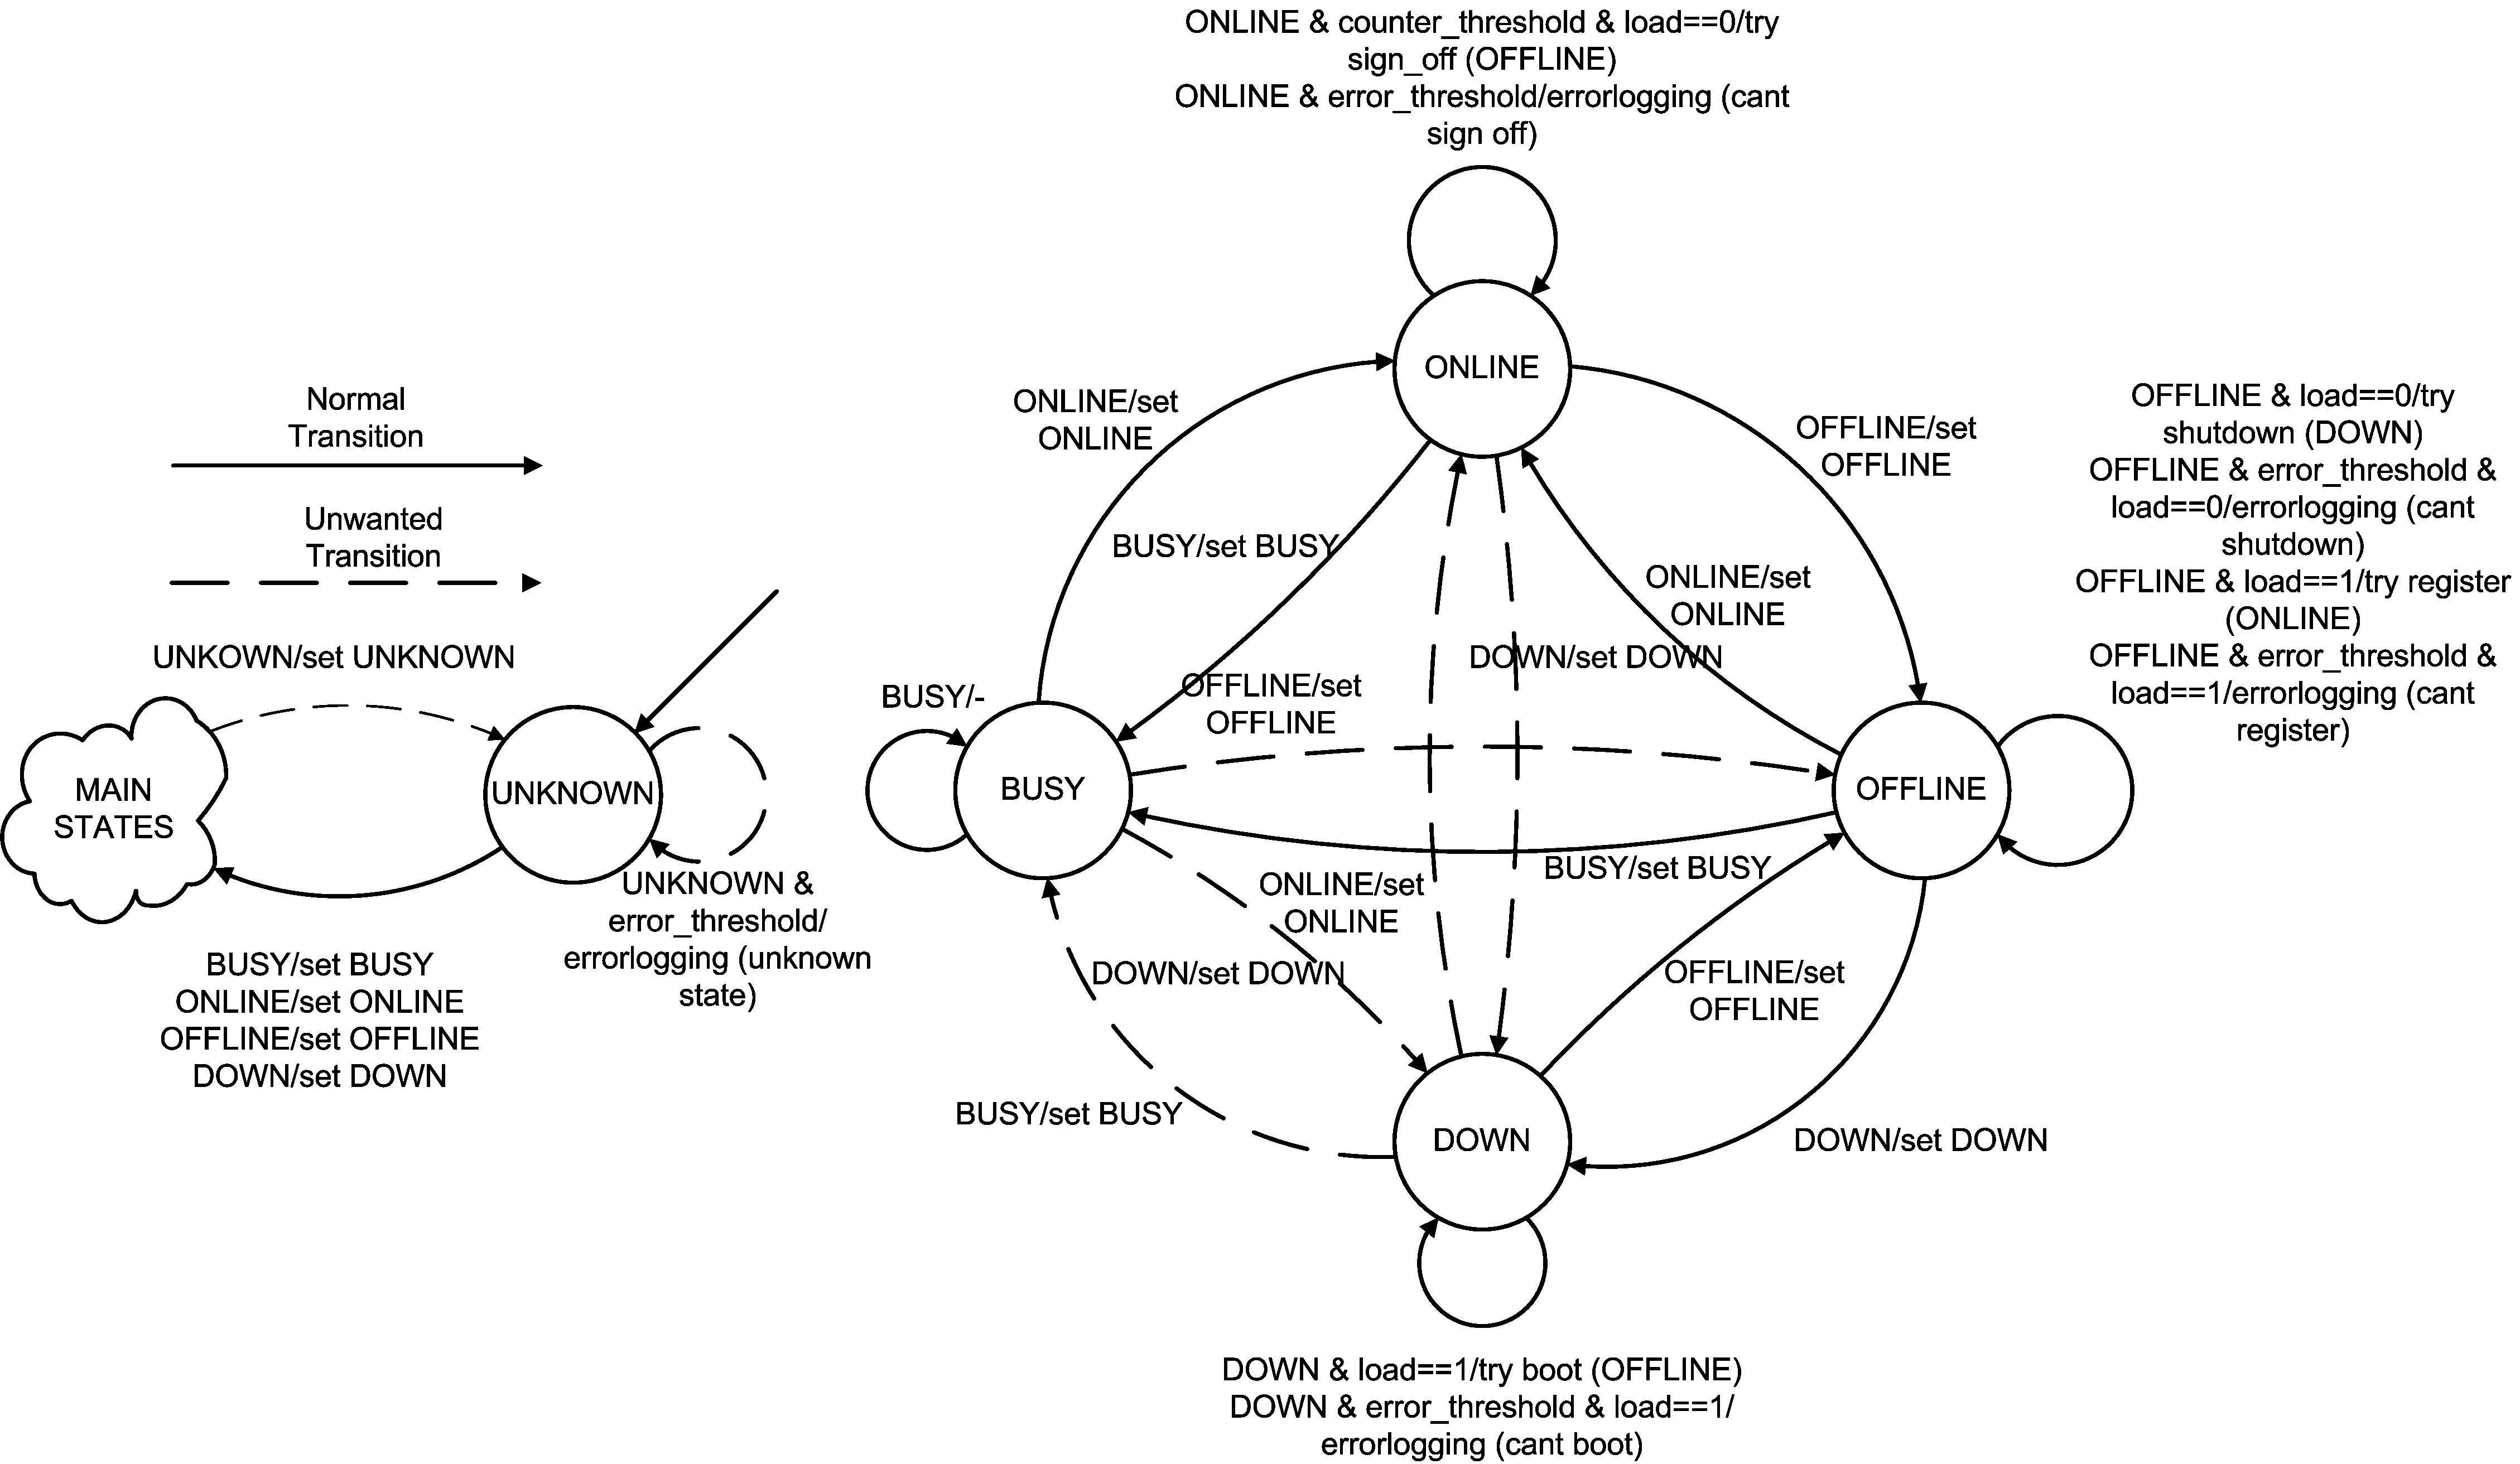 ONLINE & counter_threshold & load==0/try
sign_off (OFFLINE)
ONLINE & error_threshold/errorlogging (cant
sign off)
Normal
Transition
Unwanted
Transition
UNKOWN/set UNKNOWN
MAIN
STATES
UNKNOWN
UNKNOWN &
error_threshold/
errorlogging (unknown
state)
BUSY/set BUSY
ONLINE/set ONLINE
OFFLINE/set OFFLINE
DOWN/set DOWN
ONLINE
ONLINE/set
ONLINE
OFFLINE/set
OFFLINE
BUSY/set BUSY
ONLINE/set
ONLINE
DOWN/set DOWN
OFFLINE/set
OFFLINE
BUSY/-
BUSY
OFFLINE
OFFLINE & load==0/try
shutdown (DOWN)
OFFLINE & error_threshold &
load==0/errorlogging (cant
shutdown)
OFFLINE & load==1/try register
(ONLINE)
OFFLINE & error_threshold &
load==1/errorlogging (cant
register)
BUSY/set BUSY
ONLINE/set
ONLINE
DOWN/set DOWN
OFFLINE/set
OFFLINE
BUSY/set BUSY
DOWN
DOWN/set DOWN
DOWN & load==1/try boot (OFFLINE)
DOWN & error_threshold & load==1/
errorlogging (cant boot)